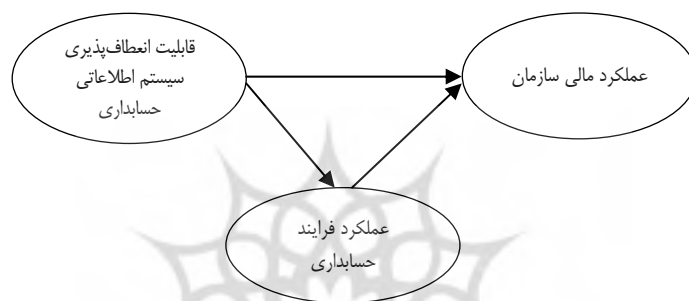 قابلیت انعطاف‌پذیری
سیستم اطلاعاتی
حسابداری
عملکرد مالی سازمان
عملکرد فرایند
حسابداری